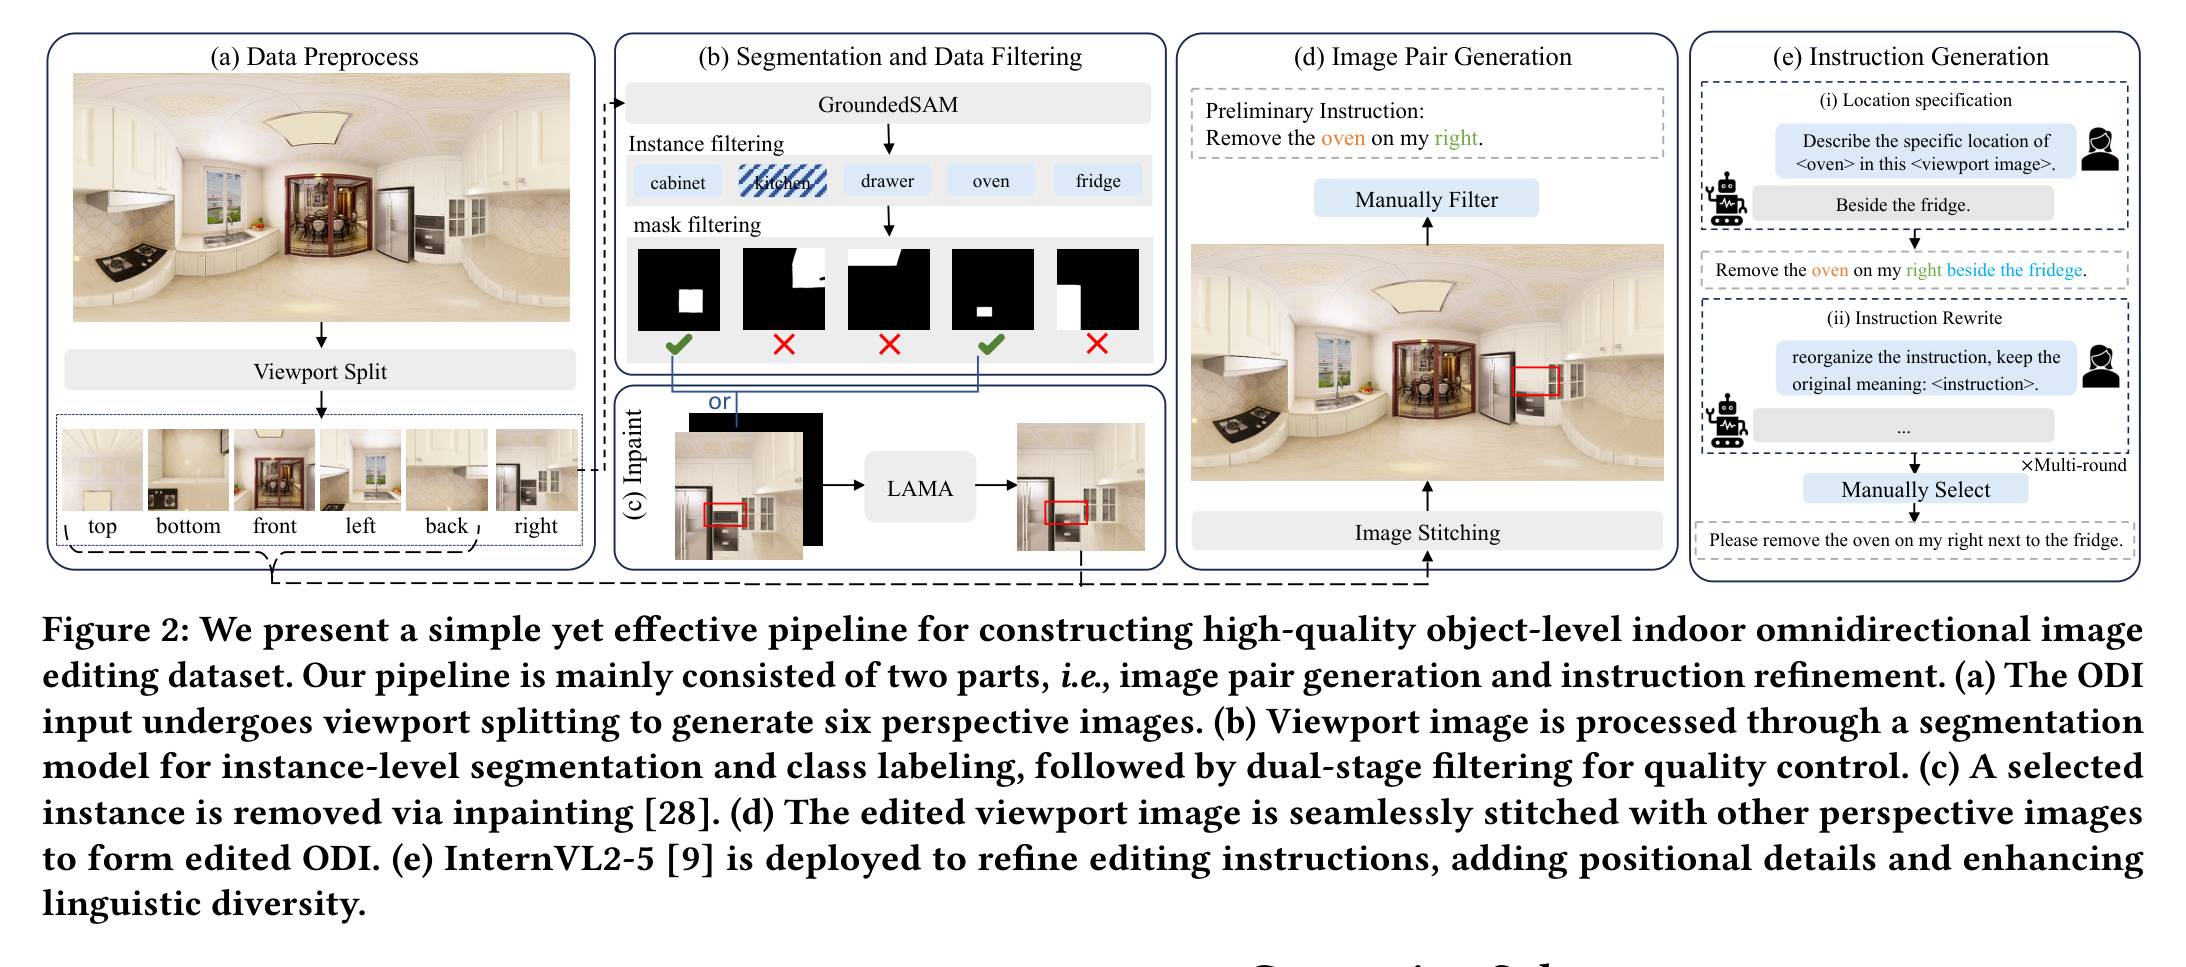 (a) Data Preprocess
Viewport Split
top bottom front left back right
(b) Segmentation and Data Filtering
GroundedSAM
Instance filtering
cabinet kitchen drawer oven fridge
mask filtering
or
(c) Inpaint
LAMA
(d) Image Pair Generation
Preliminary Instruction:
Remove the oven on my right.
Manually Filter
Image Stitching
(e) Instruction Generation
(i) Location specification
Describe the specific location of
<oven> in this <viewport image>.
Beside the fridge.
Remove the oven on my right beside the fridege.
(ii) Instruction Rewrite
reorganize the instruction, keep the
original meaning: <instruction>.
...
×Multi-round
Manually Select
Please remove the oven on my right next to the fridge.
Figure 2: We present a simple yet effective pipeline for constructing high-quality object-level indoor omnidirectional image
editing dataset. Our pipeline is mainly consisted of two parts, i.e., image pair generation and instruction refinement. (a) The ODI
input undergoes viewport splitting to generate six perspective images. (b) Viewport image is processed through a segmentation
model for instance-level segmentation and class labeling, followed by dual-stage filtering for quality control. (c) A selected
instance is removed via inpainting [28]. (d) The edited viewport image is seamlessly stitched with other perspective images
to form edited ODI. (e) InternVL2-5 [9] is deployed to refine editing instructions, adding positional details and enhancing
linguistic diversity.